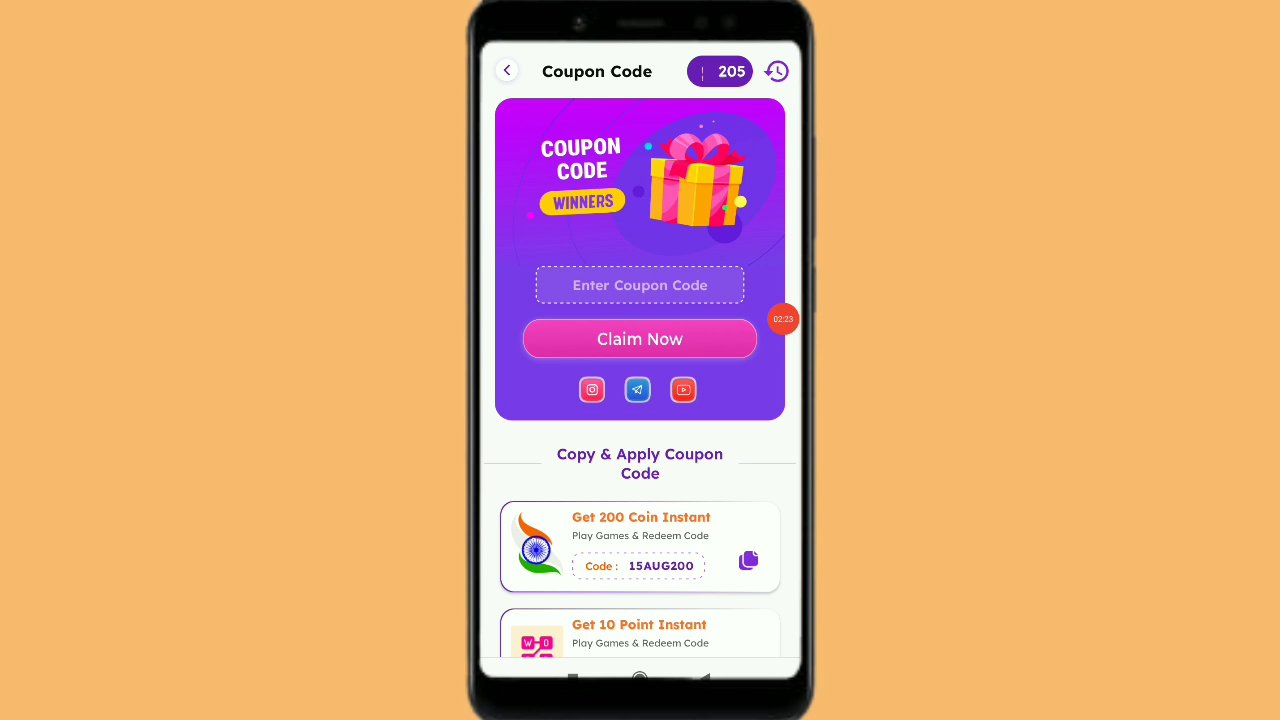 Coupon Code
205
COUPON
CODE
WINNERS
Enter Coupon Code
02:23
Claim Now
Copy & Apply Coupon
Code
Get 200 Coin Instant
Play Games & Redeem Code
Code : 15AUG200
Get 10 Point Instant
Play Games & Redeem Code
W O